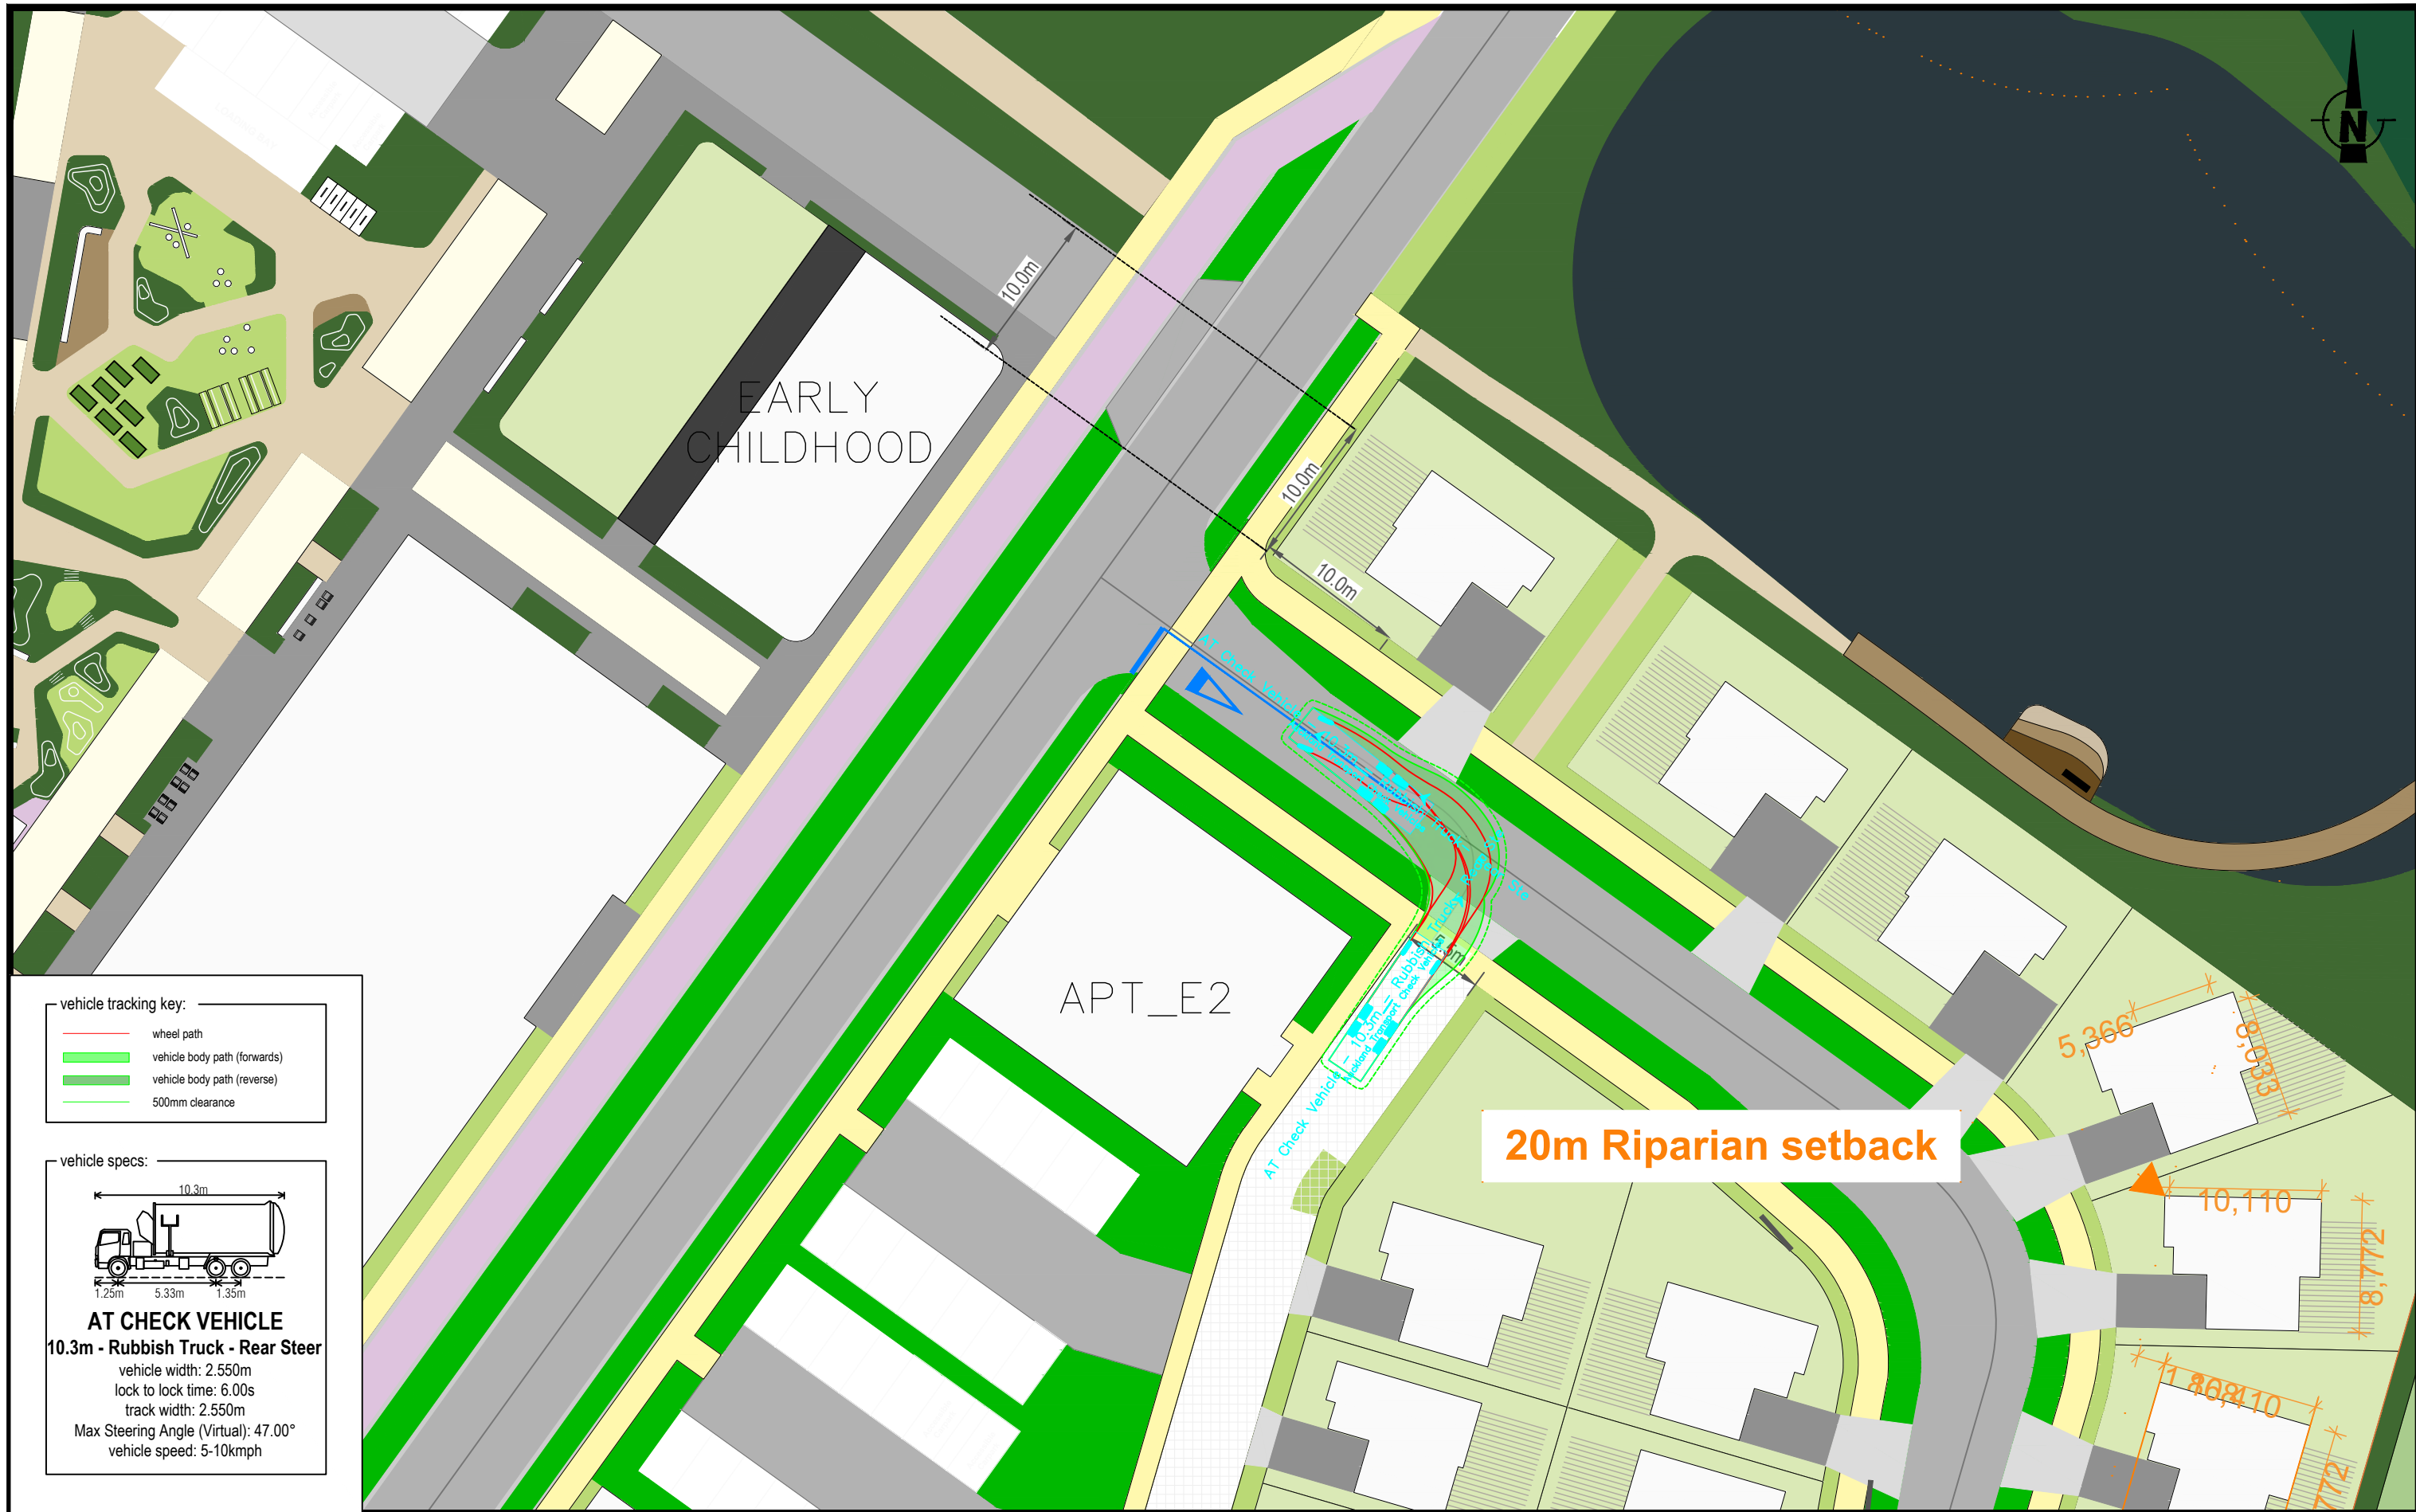 N
10.0m
EARLY
CHILDHOOD
10.0m
10.0m
APT_E2
20m Riparian setback
5,366
8,033
10,110
8,772
vehicle tracking key:
wheel path
vehicle body path (forwards)
vehicle body path (reverse)
500mm clearance
vehicle specs:
10.3m
1.25m 5.33m 1.35m
AT CHECK VEHICLE
10.3m - Rubbish Truck - Rear Steer
vehicle width: 2.550m
lock to lock time: 6.00s
track width: 2.550m
Max Steering Angle (Virtual): 47.00°
vehicle speed: 5-10kmph
AT Check Vehicle - 10.3m - Rubbish Truck